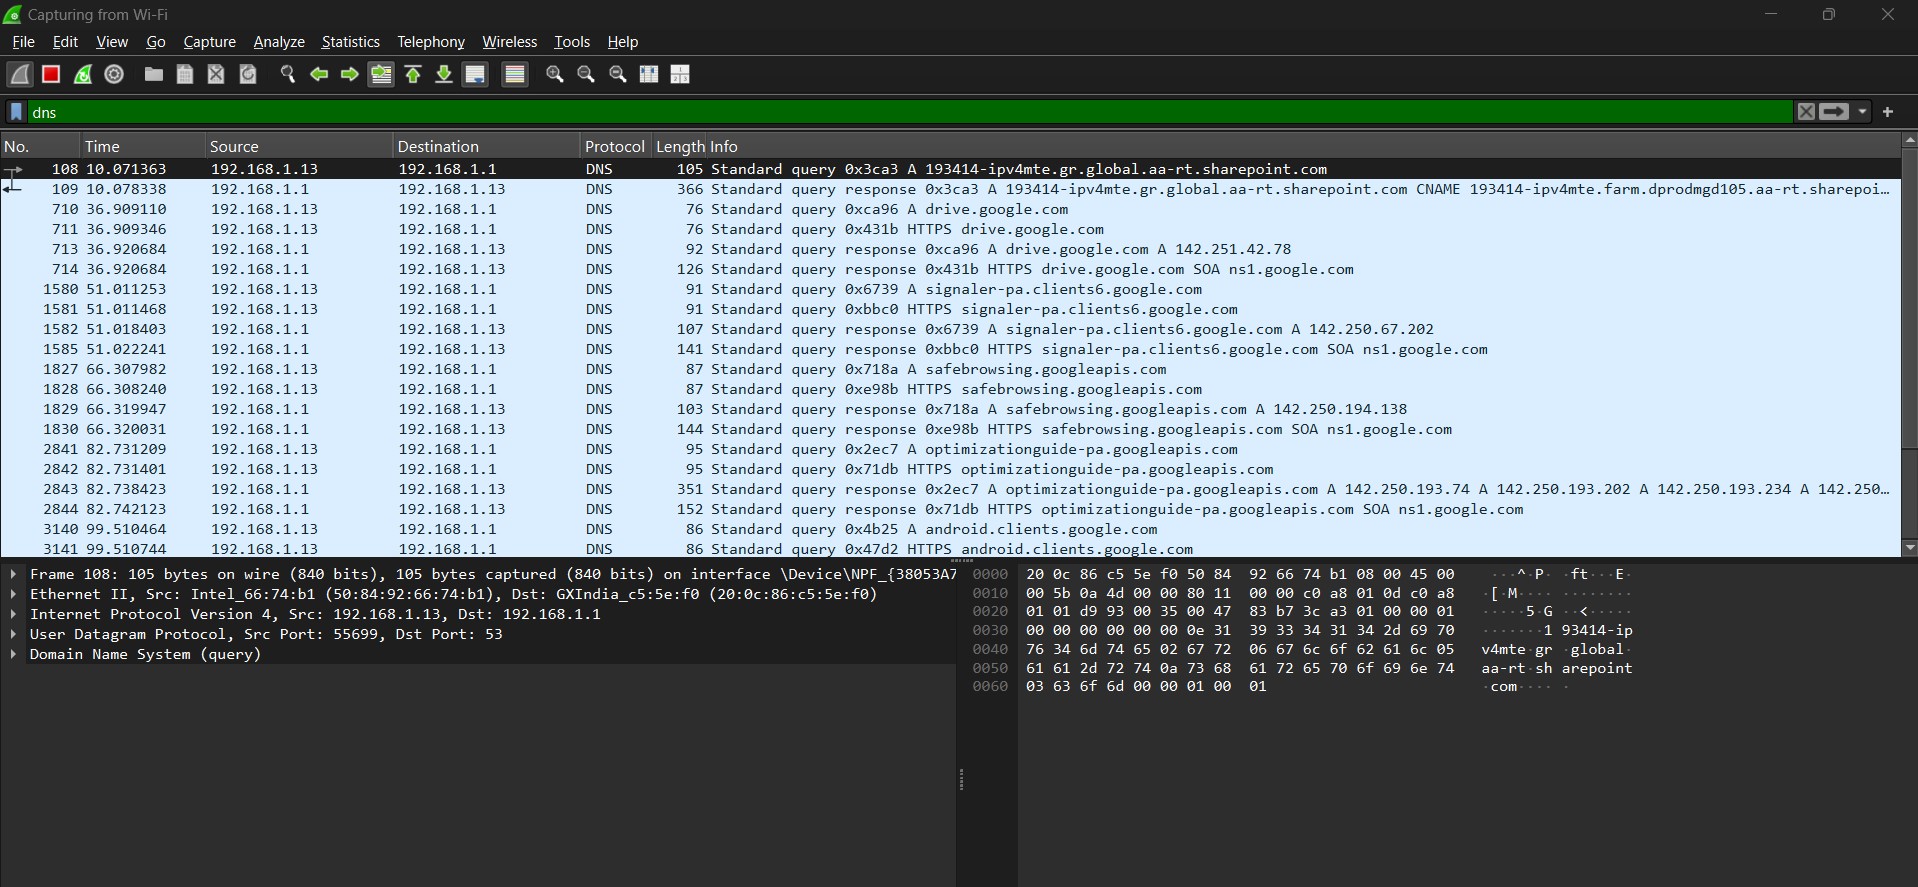 Capturing from Wi-Fi
File Edit View Go Capture Analyze Statistics Telephony Wireless Tools Help
dns
No. Time Source Destination Protocol Length Info
108 10.071363 192.168.1.13 192.168.1.1 DNS 105 Standard query 0x3ca3 A 193414-ipv4mte.gr.global.aa-rt.sharepoint.com
109 10.078338 192.168.1.1 192.168.1.13 DNS 366 Standard query response 0x3ca3 A 193414-ipv4mte.gr.global.aa-rt.sharepoint.com CNAME 193414-ipv4mte.farm.dprodmgd105.aa-rt.sharepoi…
710 36.909110 192.168.1.13 192.168.1.1 DNS 76 Standard query 0xca96 A drive.google.com
711 36.909346 192.168.1.13 192.168.1.1 DNS 76 Standard query 0x431b HTTPS drive.google.com
713 36.920684 192.168.1.1 192.168.1.13 DNS 92 Standard query response 0xca96 A drive.google.com A 142.251.42.78
714 36.920684 192.168.1.1 192.168.1.13 DNS 126 Standard query response 0x431b HTTPS drive.google.com SOA ns1.google.com
1580 51.011253 192.168.1.13 192.168.1.1 DNS 91 Standard query 0x6739 A signaler-pa.clients6.google.com
1581 51.011468 192.168.1.13 192.168.1.1 DNS 91 Standard query 0xbbc0 HTTPS signaler-pa.clients6.google.com
1582 51.018403 192.168.1.1 192.168.1.13 DNS 107 Standard query response 0x6739 A signaler-pa.clients6.google.com A 142.250.67.202
1585 51.022241 192.168.1.1 192.168.1.13 DNS 141 Standard query response 0xbbc0 HTTPS signaler-pa.clients6.google.com SOA ns1.google.com
1827 66.307982 192.168.1.13 192.168.1.1 DNS 87 Standard query 0x718a A safebrowsing.googleapis.com
1828 66.308240 192.168.1.13 192.168.1.1 DNS 87 Standard query 0xe98b HTTPS safebrowsing.googleapis.com
1829 66.319947 192.168.1.1 192.168.1.13 DNS 103 Standard query response 0x718a A safebrowsing.googleapis.com A 142.250.194.138
1830 66.320031 192.168.1.1 192.168.1.13 DNS 144 Standard query response 0xe98b HTTPS safebrowsing.googleapis.com SOA ns1.google.com
2841 82.731209 192.168.1.13 192.168.1.1 DNS 95 Standard query 0x2ec7 A optimizationguide-pa.googleapis.com
2842 82.731401 192.168.1.13 192.168.1.1 DNS 95 Standard query 0x71db HTTPS optimizationguide-pa.googleapis.com
2843 82.738423 192.168.1.1 192.168.1.13 DNS 351 Standard query response 0x2ec7 A optimizationguide-pa.googleapis.com A 142.250.193.74 A 142.250.193.202 A 142.250.193.234 A 142.250…
2844 82.742123 192.168.1.1 192.168.1.13 DNS 152 Standard query response 0x71db HTTPS optimizationguide-pa.googleapis.com SOA ns1.google.com
3140 99.510464 192.168.1.13 192.168.1.1 DNS 86 Standard query 0x4b25 A android.clients.google.com
3141 99.510744 192.168.1.13 192.168.1.1 DNS 86 Standard query 0x47d2 HTTPS android.clients.google.com
Frame 108: 105 bytes on wire (840 bits), 105 bytes captured (840 bits) on interface \Device\NPF_{38053A7
Ethernet II, Src: Intel_66:74:b1 (50:84:92:66:74:b1), Dst: GXIndia_c5:5e:f0 (20:0c:86:c5:5e:f0)
Internet Protocol Version 4, Src: 192.168.1.13, Dst: 192.168.1.1
User Datagram Protocol, Src Port: 55699, Dst Port: 53
Domain Name System (query)
0000 20 0c 86 c5 5e f0 50 84 92 66 74 b1 08 00 45 00 ···^·P· ·ft···E·
0010 00 5b 0a 4d 00 00 80 11 00 00 c0 a8 01 0d c0 a8 ·[·M···· ········
0020 01 01 d9 93 00 35 00 47 83 b7 3c a3 01 00 00 01 ·····5·G ··<·····
0030 00 00 00 00 00 00 0e 31 39 33 34 31 34 2d 69 70 ·······1 93414-ip
0040 76 34 6d 74 65 02 67 72 06 67 6c 6f 62 61 6c 05 v4mte·gr ·global·
0050 61 61 2d 72 74 0a 73 68 61 72 65 70 6f 69 6e 74 aa-rt·sh arepoint
0060 03 63 6f 6d 00 00 01 00 01 ·com···· ·